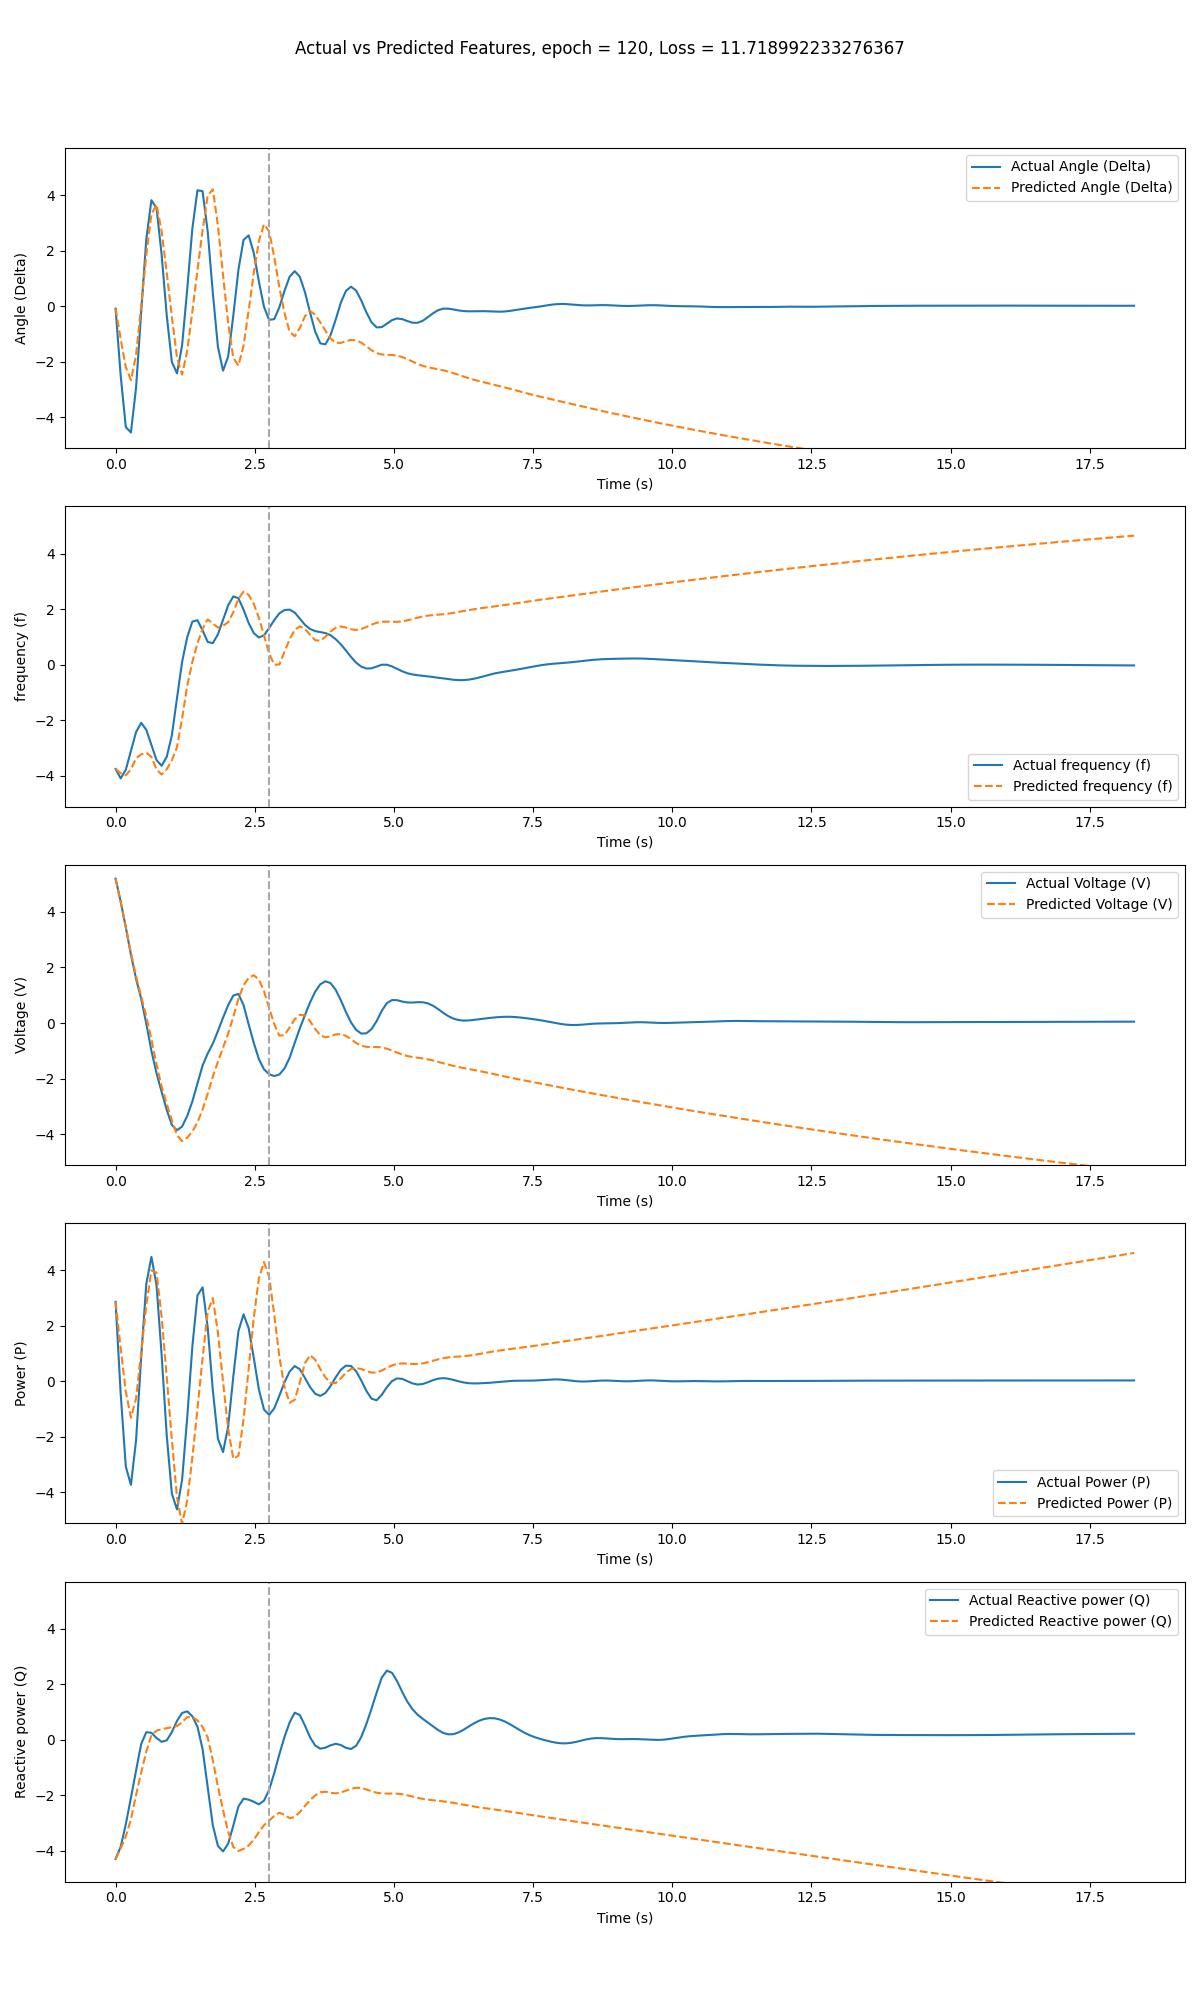 Actual vs Predicted Features, epoch = 120, Loss = 11.718992233276367
Actual Angle (Delta)
Predicted Angle (Delta)
Angle (Delta)
4
2
0
−2
−4
0.0 2.5 5.0 7.5 10.0 12.5 15.0 17.5
Time (s)
frequency (f)
4
2
0
−2
−4
Actual frequency (f)
Predicted frequency (f)
0.0 2.5 5.0 7.5 10.0 12.5 15.0 17.5
Time (s)
Actual Voltage (V)
Predicted Voltage (V)
Voltage (V)
4
2
0
−2
−4
0.0 2.5 5.0 7.5 10.0 12.5 15.0 17.5
Time (s)
Power (P)
4
2
0
−2
−4
Actual Power (P)
Predicted Power (P)
0.0 2.5 5.0 7.5 10.0 12.5 15.0 17.5
Time (s)
Actual Reactive power (Q)
Predicted Reactive power (Q)
Reactive power (Q)
4
2
0
−2
−4
0.0 2.5 5.0 7.5 10.0 12.5 15.0 17.5
Time (s)